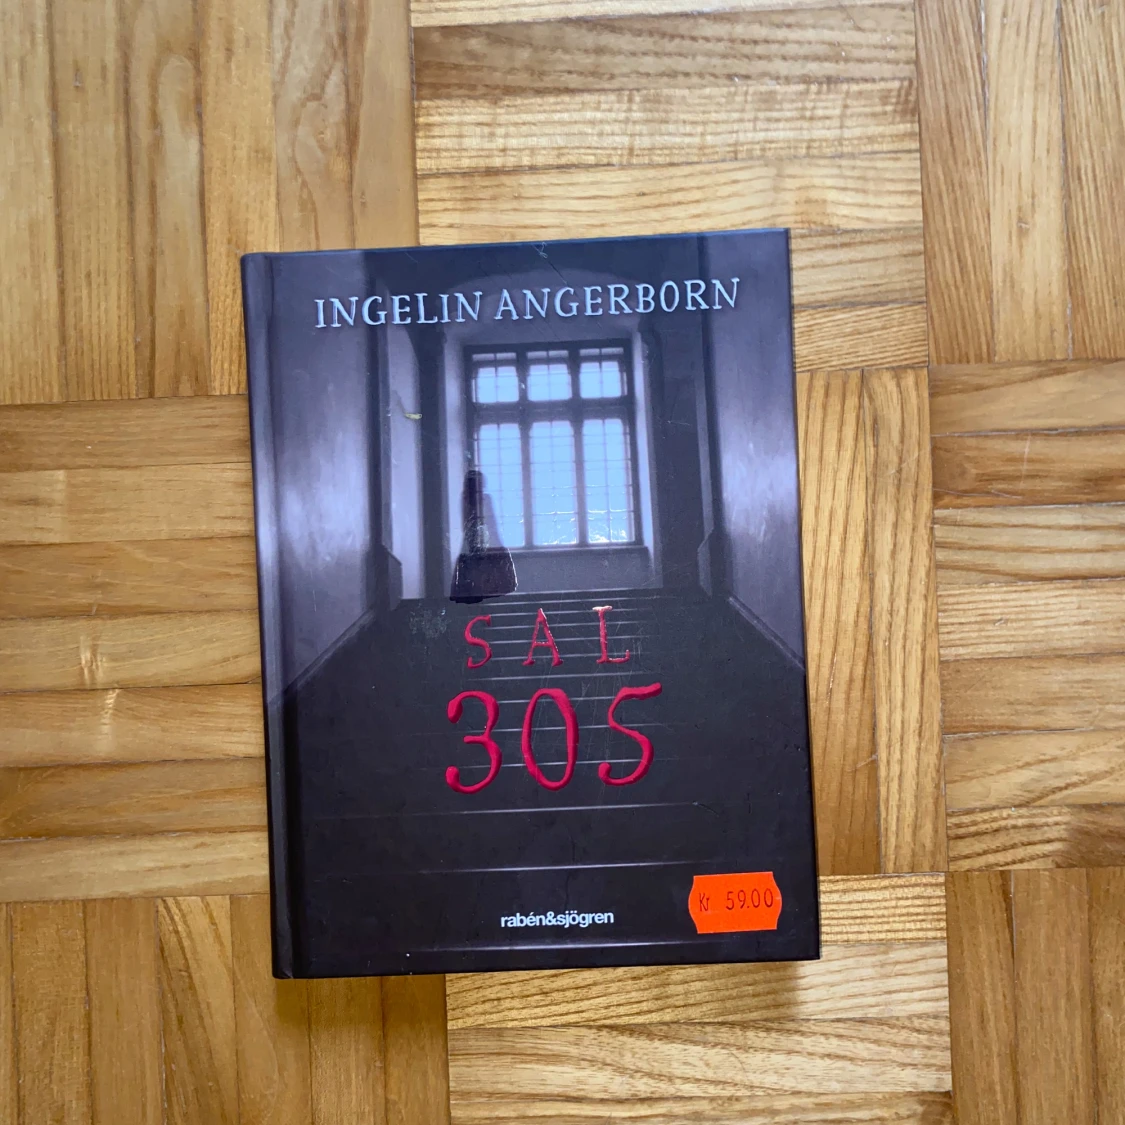 INGELIN ANGERBORN
SAL
305
rabén&sjögren
Kr 59.00